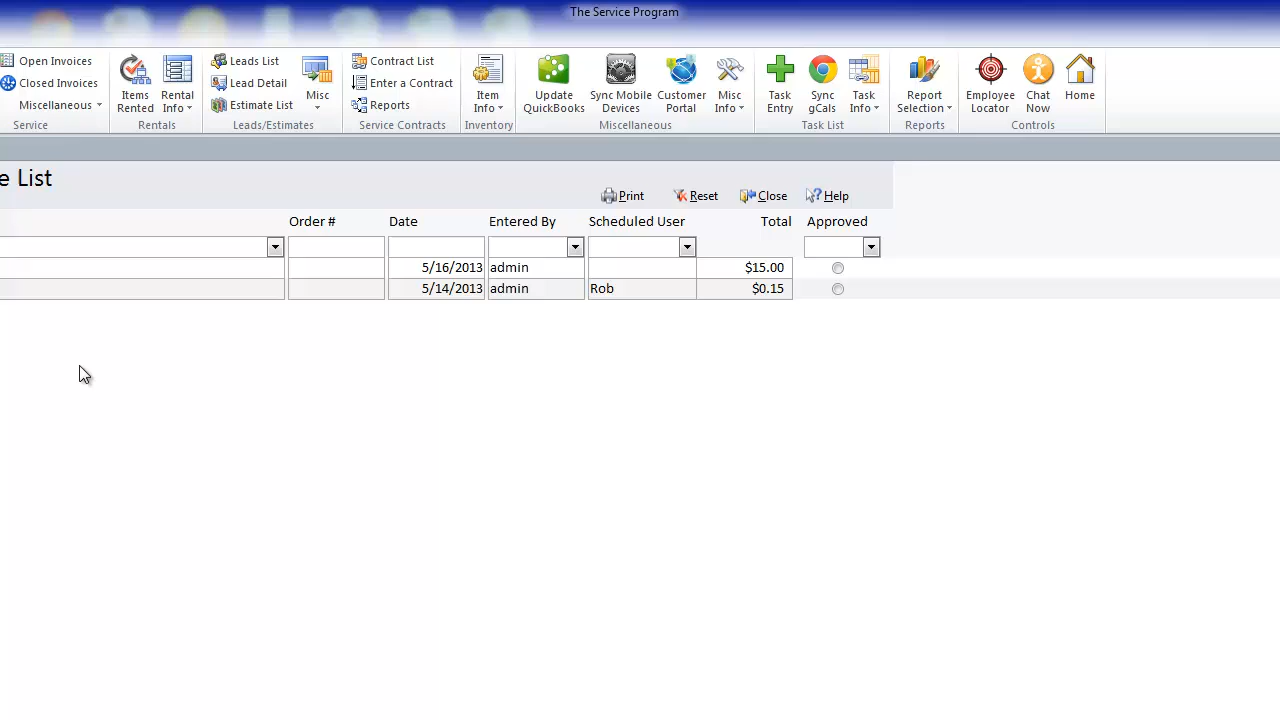 The Service Program
Open Invoices
Closed Invoices
Miscellaneous
Service
Items Rented
Rental Info
Rentals
Leads List
Lead Detail
Estimate List
Misc
Leads/Estimates
Contract List
Enter a Contract
Reports
Service Contracts
Item Info
Inventory
Update QuickBooks
Sync Mobile Devices
Customer Portal
Misc Info
Miscellaneous
Task Entry
Sync gCals
Task Info
Task List
Report Selection
Reports
Employee Locator
Chat Now
Home
Controls
e List
Print Reset Close Help
Order # Date Entered By Scheduled User Total Approved
5/16/2013 admin $15.00
5/14/2013 admin Rob $0.15